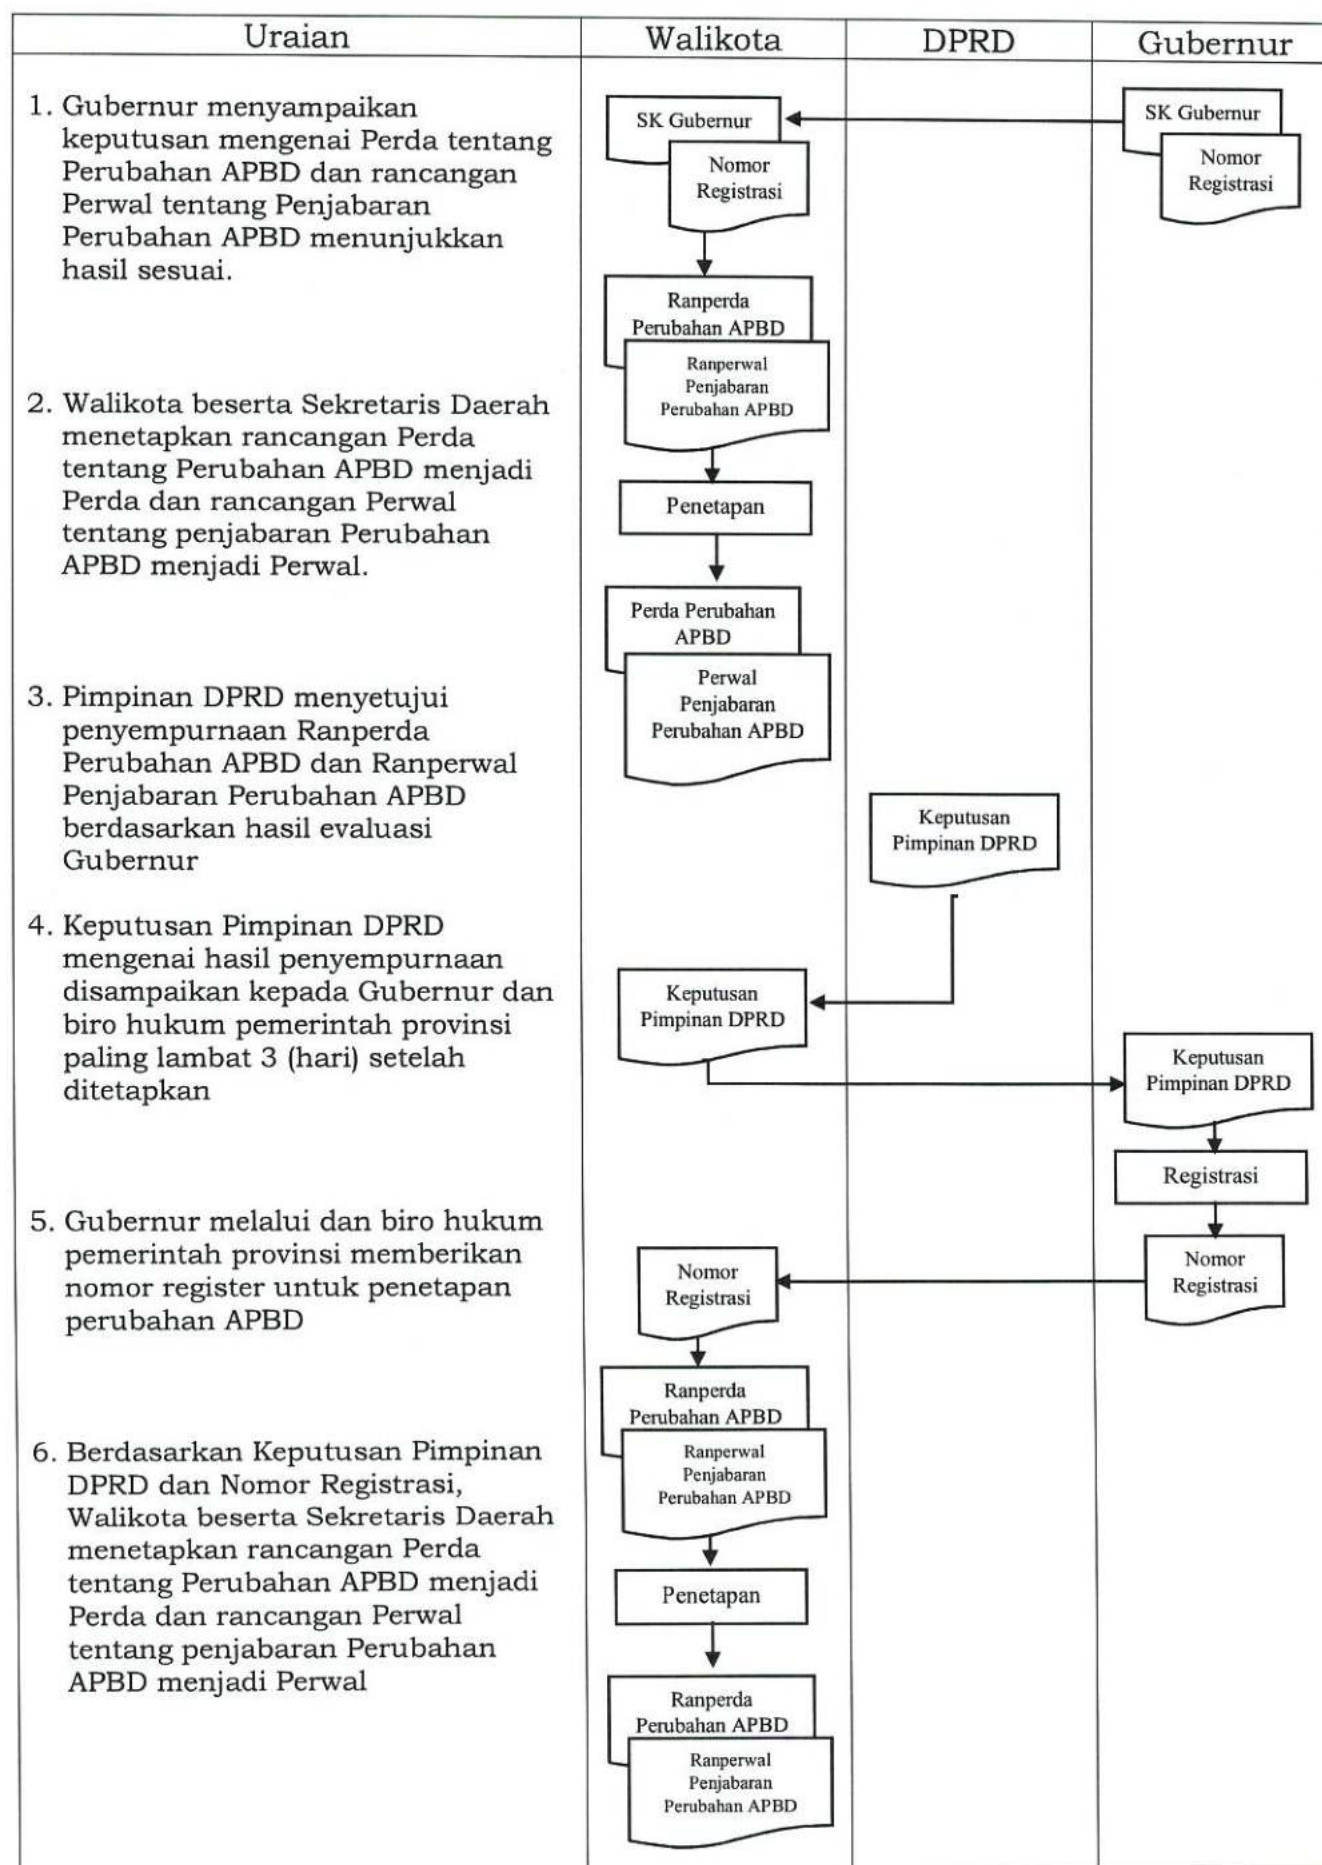 Uraian
Walikota
DPRD
Gubernur
1. Gubernur menyampaikan
keputusan mengenai Perda tentang
Perubahan APBD dan rancangan
Perwal tentang Penjabaran
Perubahan APBD menunjukkan
hasil sesuai.
SK Gubernur
Nomor
Registrasi
SK Gubernur
Nomor
Registrasi
Ranperda
Perubahan APBD
Ranperwal
Penjabaran
Perubahan APBD
2. Walikota beserta Sekretaris Daerah
menetapkan rancangan Perda
tentang Perubahan APBD menjadi
Perda dan rancangan Perwal
tentang penjabaran Perubahan
APBD menjadi Perwal.
Penetapan
Perda Perubahan
APBD
Perwal
Penjabaran
Perubahan APBD
3. Pimpinan DPRD menyetujui
penyempurnaan Ranperda
Perubahan APBD dan Ranperwal
Penjabaran Perubahan APBD
berdasarkan hasil evaluasi
Gubernur
Keputusan
Pimpinan DPRD
4. Keputusan Pimpinan DPRD
mengenai hasil penyempurnaan
disampaikan kepada Gubernur dan
biro hukum pemerintah provinsi
paling lambat 3 (hari) setelah
ditetapkan
Keputusan
Pimpinan DPRD
Keputusan
Pimpinan DPRD
Registrasi
5. Gubernur melalui dan biro hukum
pemerintah provinsi memberikan
nomor register untuk penetapan
perubahan APBD
Nomor
Registrasi
Nomor
Registrasi
Ranperda
Perubahan APBD
Ranperwal
Penjabaran
Perubahan APBD
6. Berdasarkan Keputusan Pimpinan
DPRD dan Nomor Registrasi,
Walikota beserta Sekretaris Daerah
menetapkan rancangan Perda
tentang Perubahan APBD menjadi
Perda dan rancangan Perwal
tentang penjabaran Perubahan
APBD menjadi Perwal
Penetapan
Ranperda
Perubahan APBD
Ranperwal
Penjabaran
Perubahan APBD